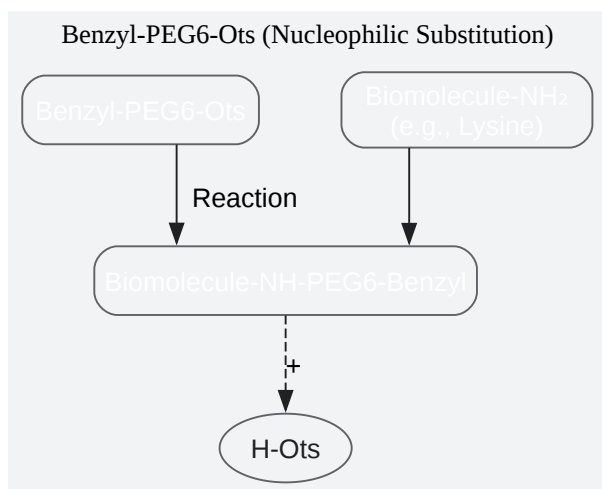 Benzyl-PEG6-Ots (Nucleophilic Substitution)
Benzyl-PEG6-Ots
Biomolecule-NH₂
(e.g., Lysine)
Reaction
Biomolecule-NH-PEG6-Benzyl
+
H-Ots